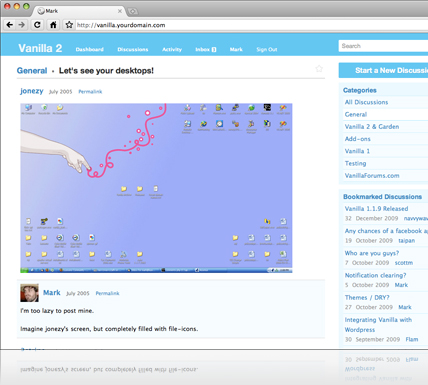 Mark
http://vanilla.yourdomain.com
Vanilla 2 Dashboard Discussions Activity Inbox 3 Mark Sign Out
Search
General • Let's see your desktops!
Start a New Discussi
jonezy July 2005 Permalink
Categories
All Discussions
General
Vanilla 2 & Garden
Add-ons
Vanilla 1
Testing
VanillaForums.com
Bookmarked Discussions
Vanilla 1.1.9 Released
32 December 2009 navvywav
Any chances of a facebook ap
19 October 2009 taipan
Who are you guys?
7 October 2009 scottm
Notification clearing?
5 October 2009 Mark
Themes / DRY?
27 October 2009 Mark
Integrating Vanilla with
Wordpress
30 September 2009 Flam
Mark July 2005 Permalink
I'm too lazy to post mine.
Imagine jonezy's screen, but completely filled with file-icons.